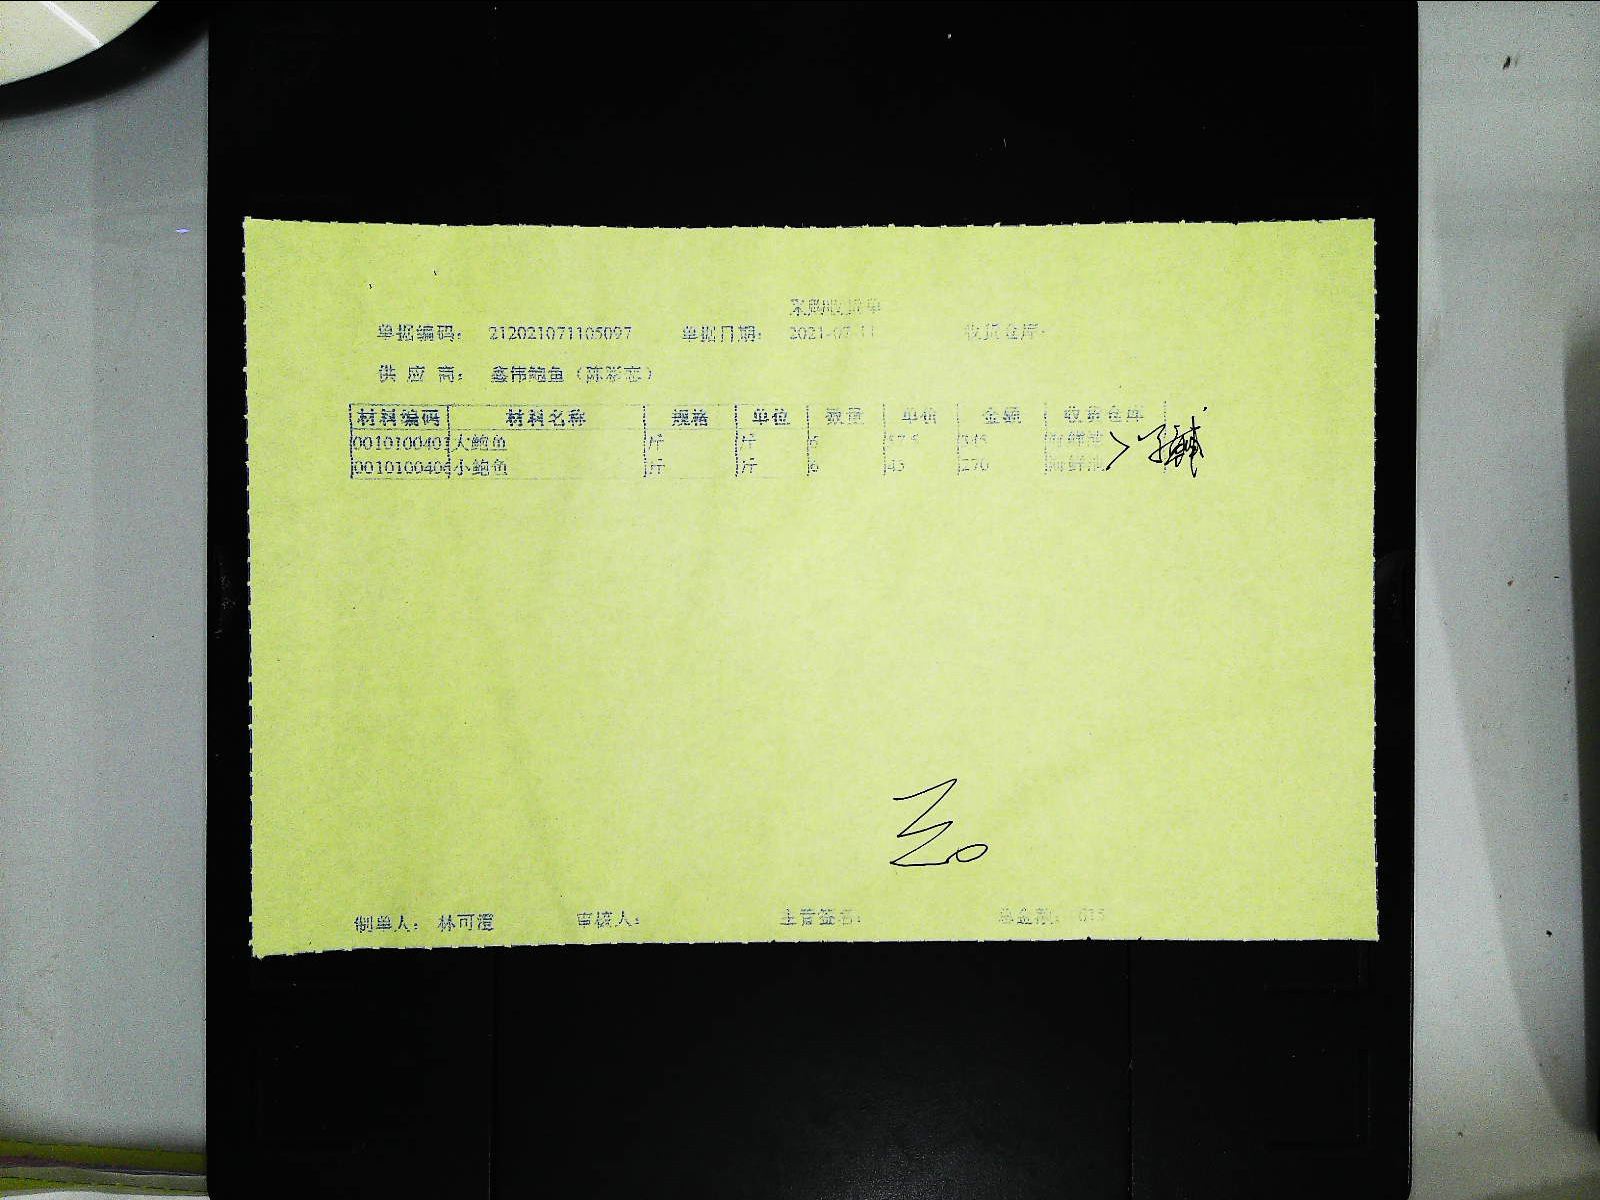 采购收货单
单据编码: 212021071105097 单据日期: 2021-07-11 收货仓库:
供 应 商: 鑫伟鲍鱼（陈彩恋）
材料编码 材料名称 规格 单位 数量 单价 金额 收货仓库
0010100401 大鲍鱼 斤 斤 6 57.5 345 海鲜池
0010100406 小鲍鱼 斤 斤 6 45 270 海鲜池
制单人: 林可澄 审核人: 主管签名: 总金额: 615